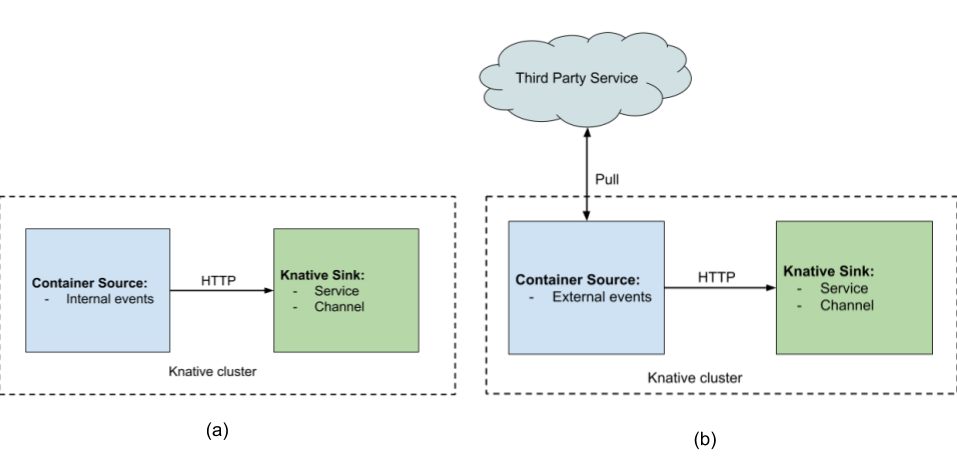 Third Party Service
Pull
Container Source:
- Internal events
HTTP
Knative Sink:
- Service
- Channel
Knative cluster
(a)
Container Source:
- External events
HTTP
Knative Sink:
- Service
- Channel
Knative cluster
(b)